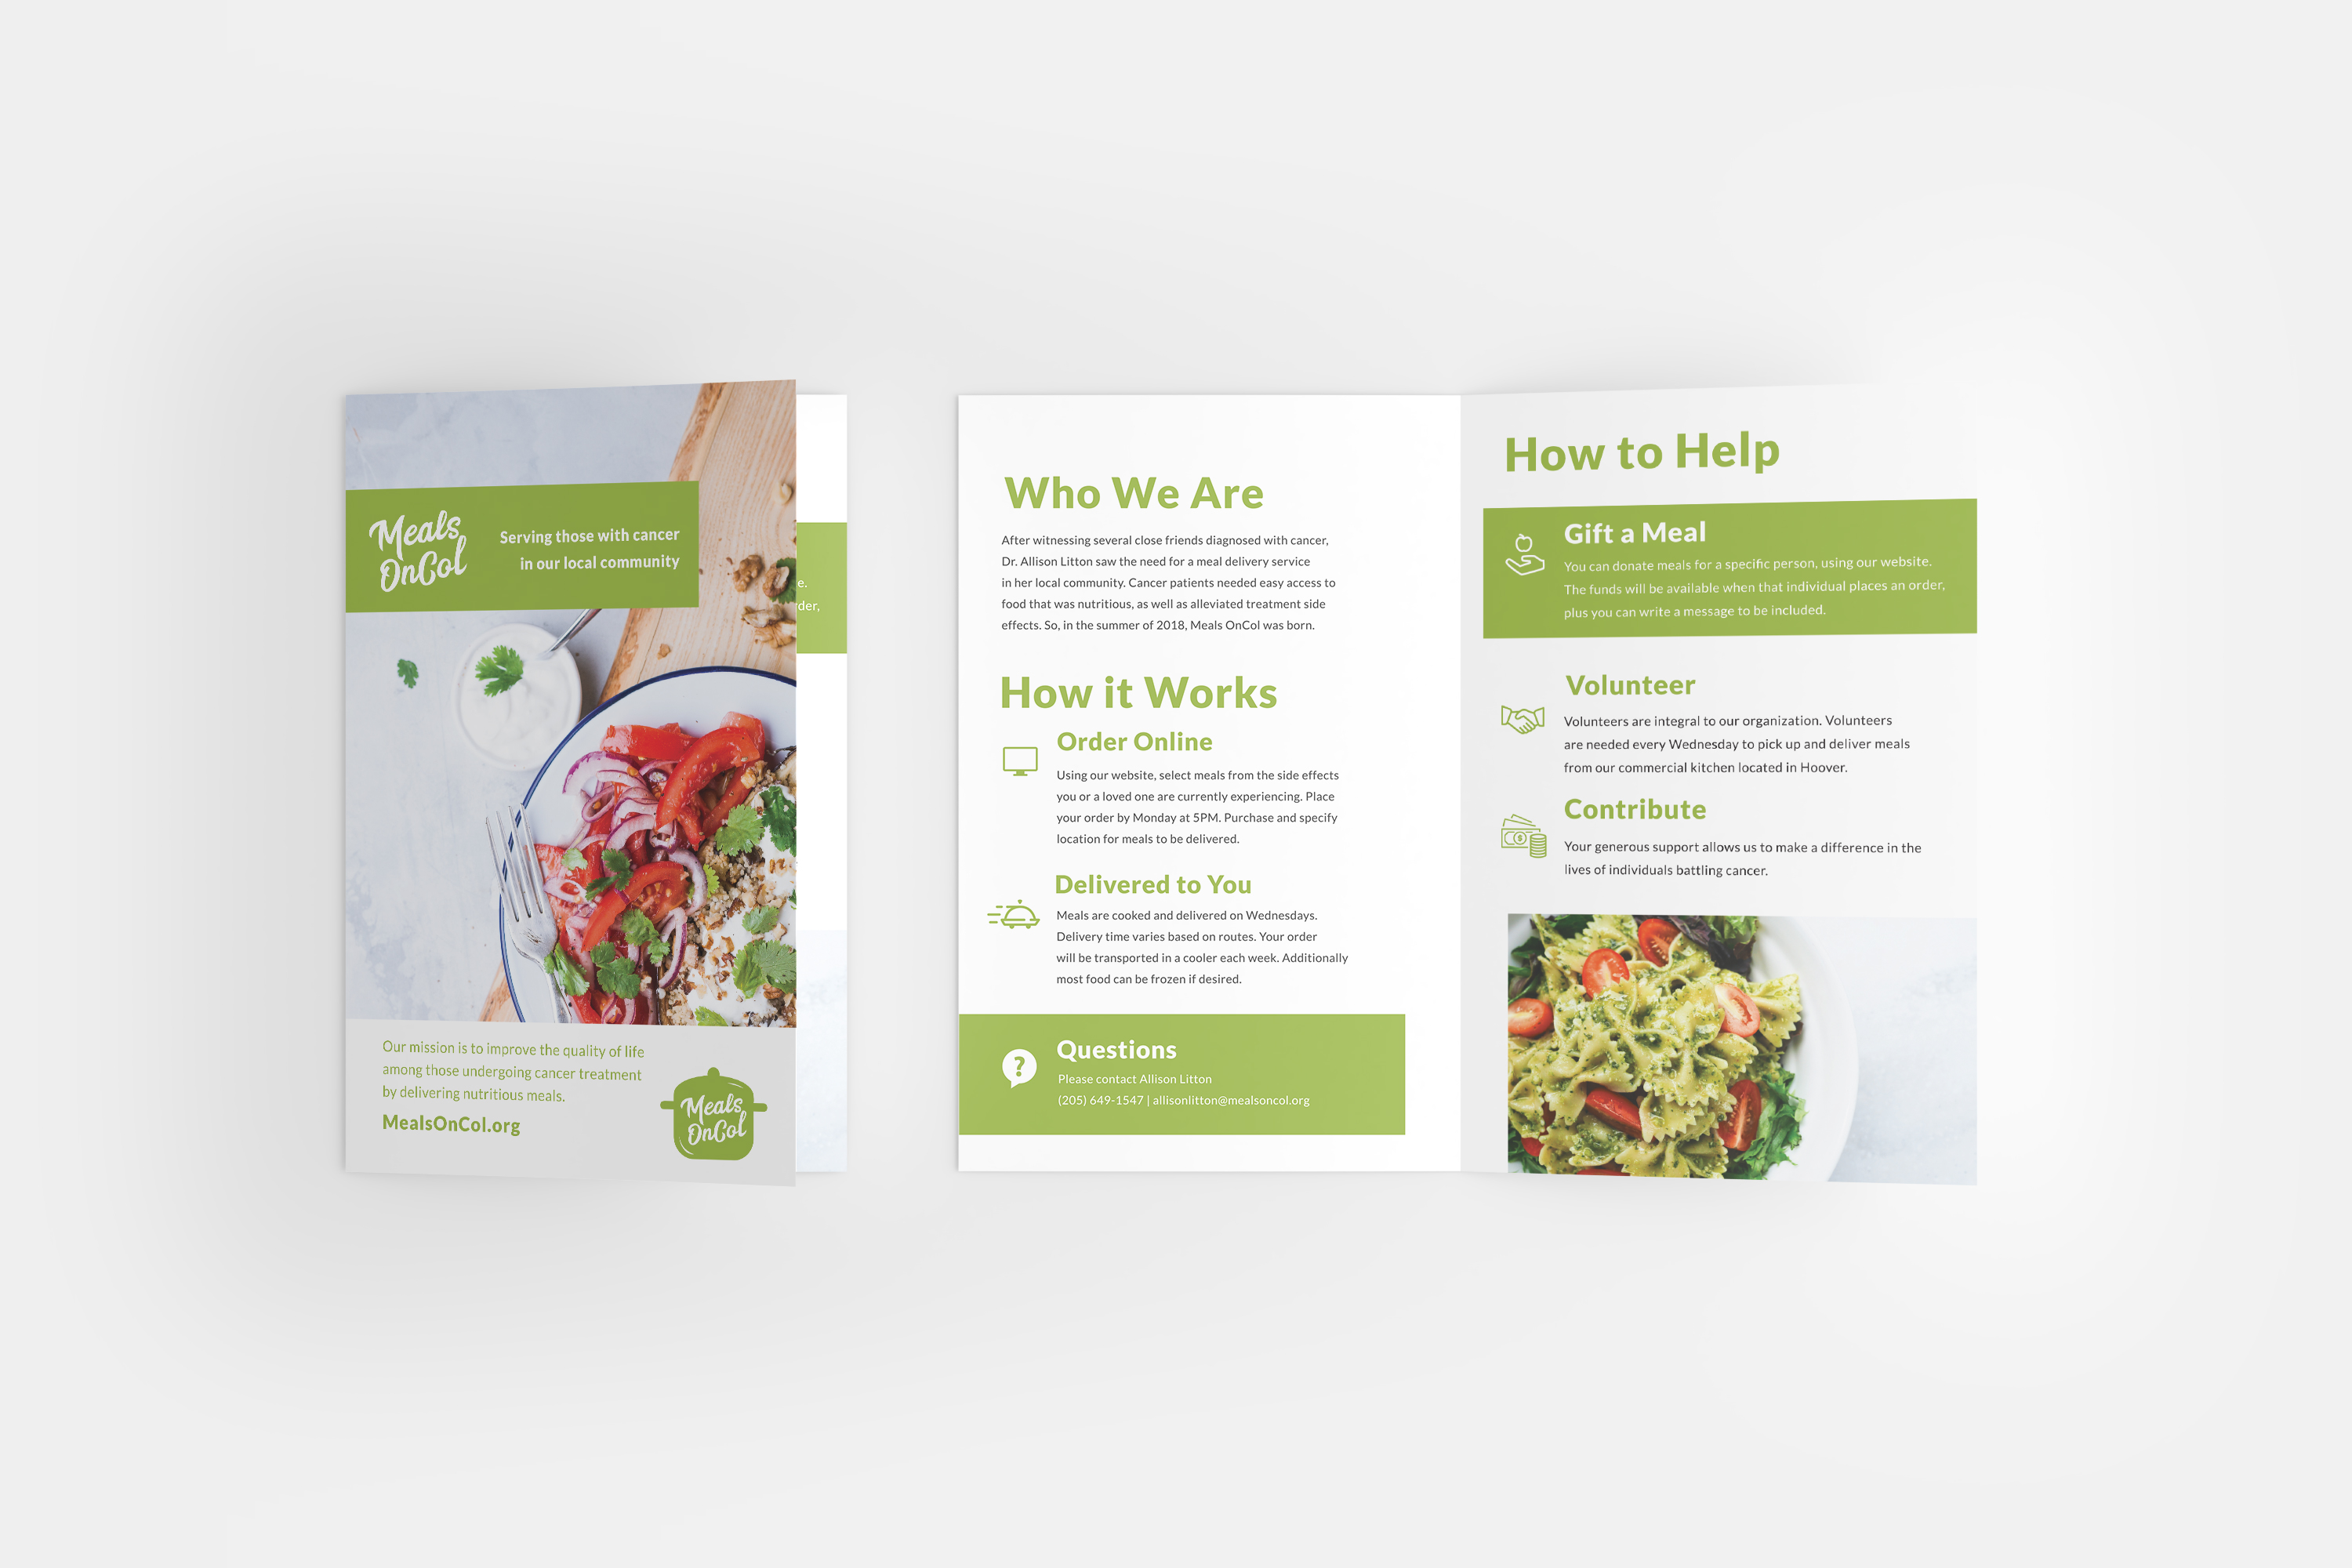 Meals
OnCol
Serving those with cancer
in our local community
e.
der,
Our mission is to improve the quality of life
among those undergoing cancer treatment
by delivering nutritious meals.
MealsOnCol.org
Meals
OnCol
Who We Are
After witnessing several close friends diagnosed with cancer,
Dr. Allison Litton saw the need for a meal delivery service
in her local community. Cancer patients needed easy access to
food that was nutritious, as well as alleviated treatment side
effects. So, in the summer of 2018, Meals OnCol was born.
How it Works
Order Online
Using our website, select meals from the side effects
you or a loved one are currently experiencing. Place
your order by Monday at 5PM. Purchase and specify
location for meals to be delivered.
Delivered to You
Meals are cooked and delivered on Wednesdays.
Delivery time varies based on routes. Your order
will be transported in a cooler each week. Additionally
most food can be frozen if desired.
?
Questions
Please contact Allison Litton
(205) 649-1547 | allisonlitton@mealsoncol.org
How to Help
Gift a Meal
You can donate meals for a specific person, using our website.
The funds will be available when that individual places an order,
plus you can write a message to be included.
Volunteer
Volunteers are integral to our organization. Volunteers
are needed every Wednesday to pick up and deliver meals
from our commercial kitchen located in Hoover.
Contribute
$
Your generous support allows us to make a difference in the
lives of individuals battling cancer.